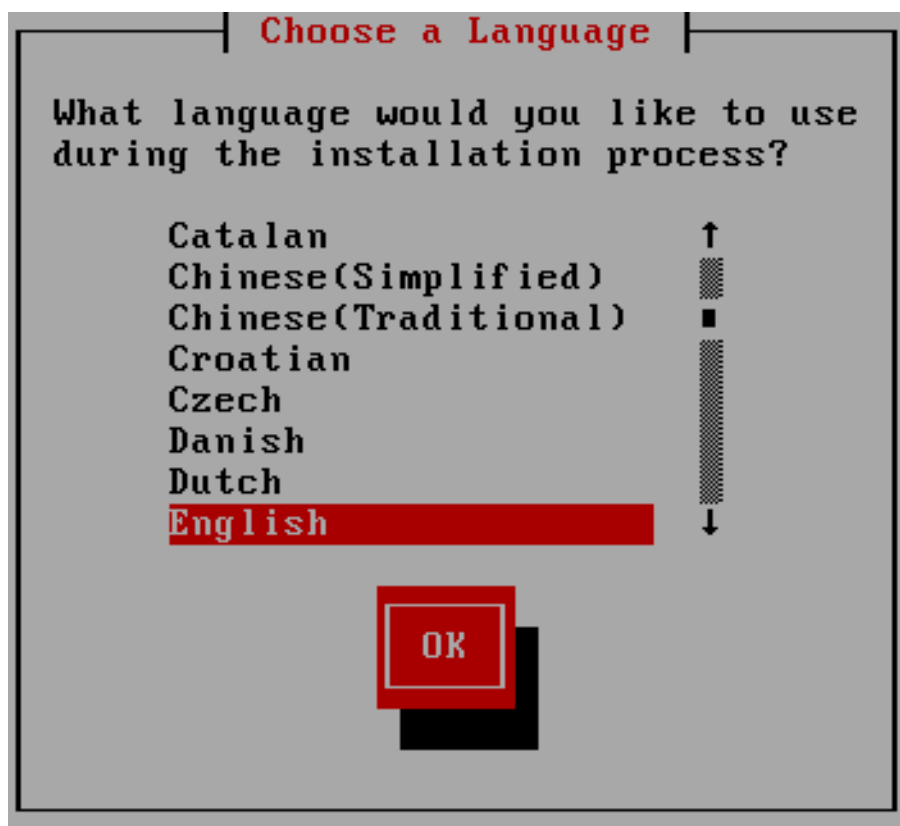 Choose a Language
What language would you like to use
during the installation process?
Catalan
Chinese(Simplified)
Chinese(Traditional)
Croatian
Czech
Danish
Dutch
English
OK